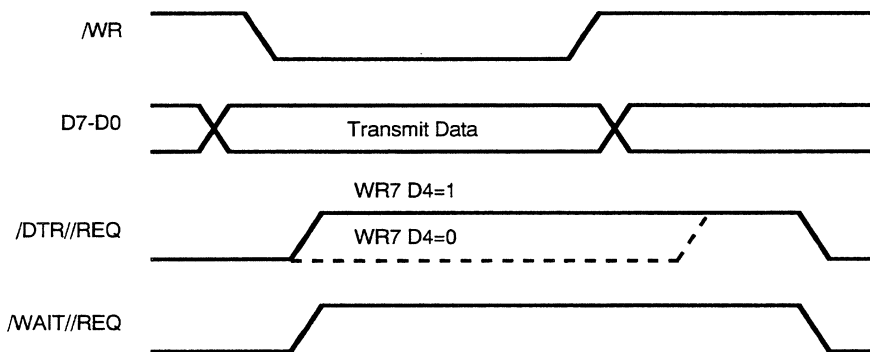 /WR
D7-D0
Transmit Data
WR7 D4=1
/DTR//REQ
WR7 D4=0
/WAIT//REQ